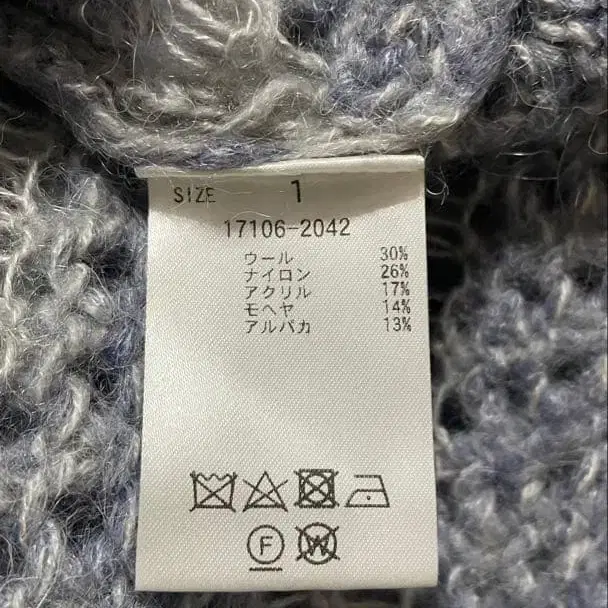 SIZE 1
17106-2042
ウール 30%
ナイロン 26%
アクリル 17%
モヘヤ 14%
アルパカ 13%
F W